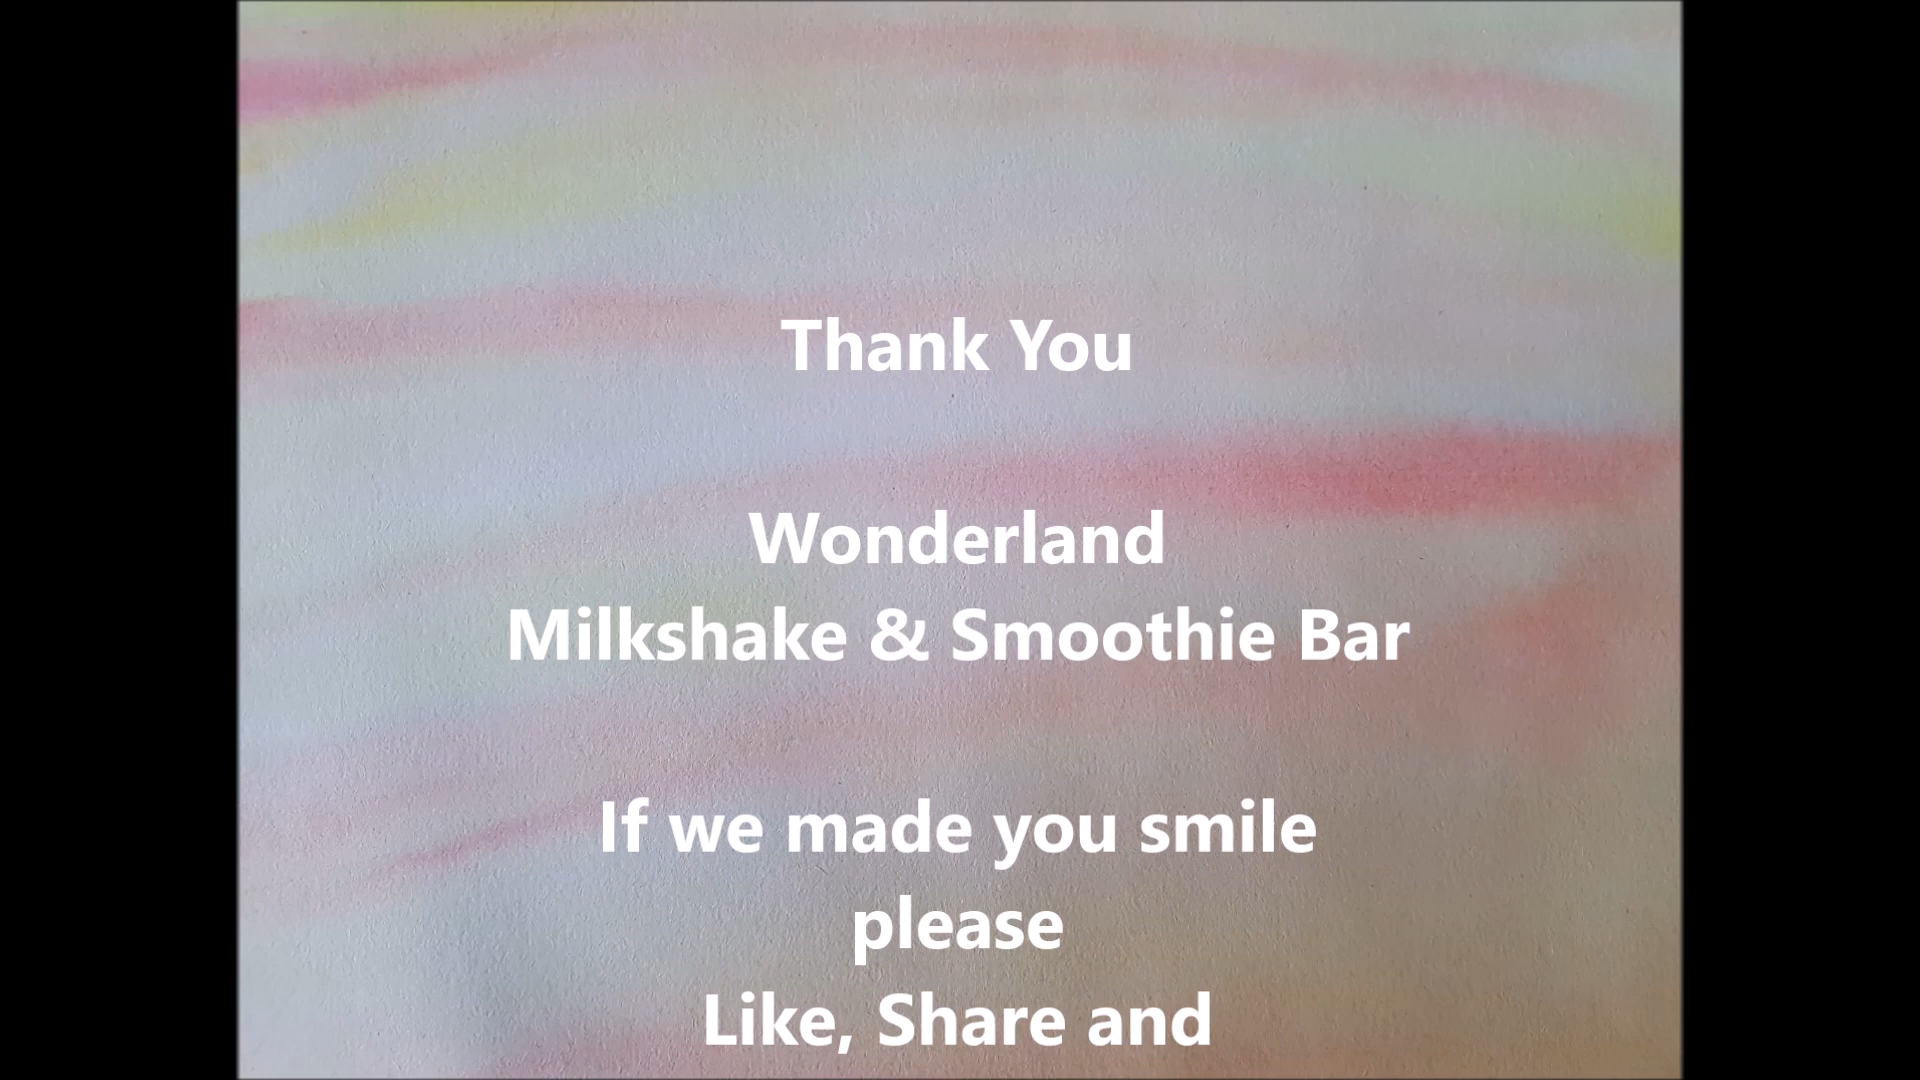 Thank You
Wonderland
Milkshake & Smoothie Bar
If we made you smile
please
Like, Share and